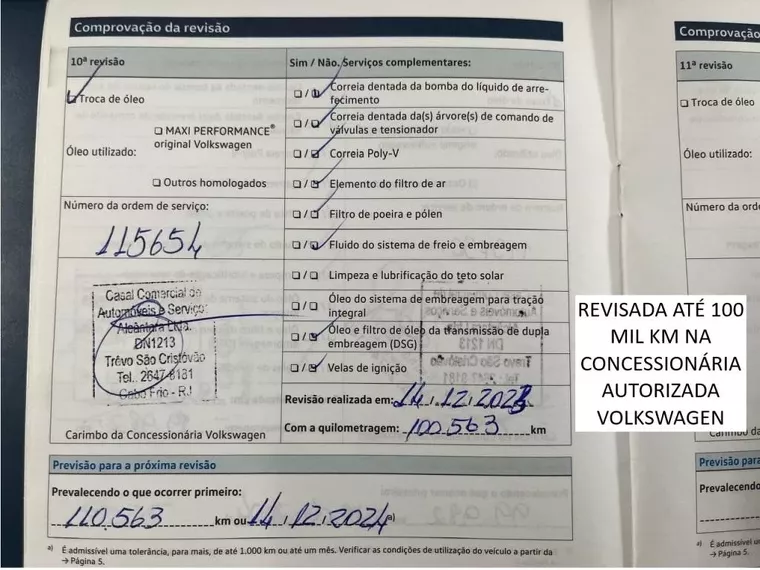 Comprovação da revisão
10ª revisão
Troca de óleo
MAXI PERFORMANCE®
original Volkswagen
Óleo utilizado:
Outros homologados
Número da ordem de serviço:
115654
Casal Comercial de
Automóveis e Serviço
Alcântara Ltda.
DN1213
Trêvo São Cristóvão
Tel.. 2647-8181
Cabo Frio - RJ
Carimbo da Concessionária Volkswagen
Sim / Não. Serviços complementares:
Correia dentada da bomba do líquido de arre-
fecimento
Correia dentada da(s) árvore(s) de comando de
válvulas e tensionador
Correia Poly-V
Elemento do filtro de ar
Filtro de poeira e pólen
Fluido do sistema de freio e embreagem
Limpeza e lubrificação do teto solar
Óleo do sistema de embreagem para tração
integral
Óleo e filtro de óleo da transmissão de dupla
embreagem (DSG)
Velas de ignição
Revisão realizada em: 14.12.2023
Com a quilometragem: 100.563 km
Previsão para a próxima revisão
Prevalecendo o que ocorrer primeiro:
110.563 km ou 14/12/2024 a)
a) É admissível uma tolerância, para mais, de até 1.000 km ou até um mês. Verificar as condições de utilização do veículo a partir da
→ Página 5.
Comprovação
11ª revisão
Troca de óleo
Óleo utilizado:
Número da orde
REVISADA ATÉ 100
MIL KM NA
CONCESSIONÁRIA
AUTORIZADA
VOLKSWAGEN
Carimbo da
Previsão para
Prevalecendo
a) É admissível u
→ Página 5.